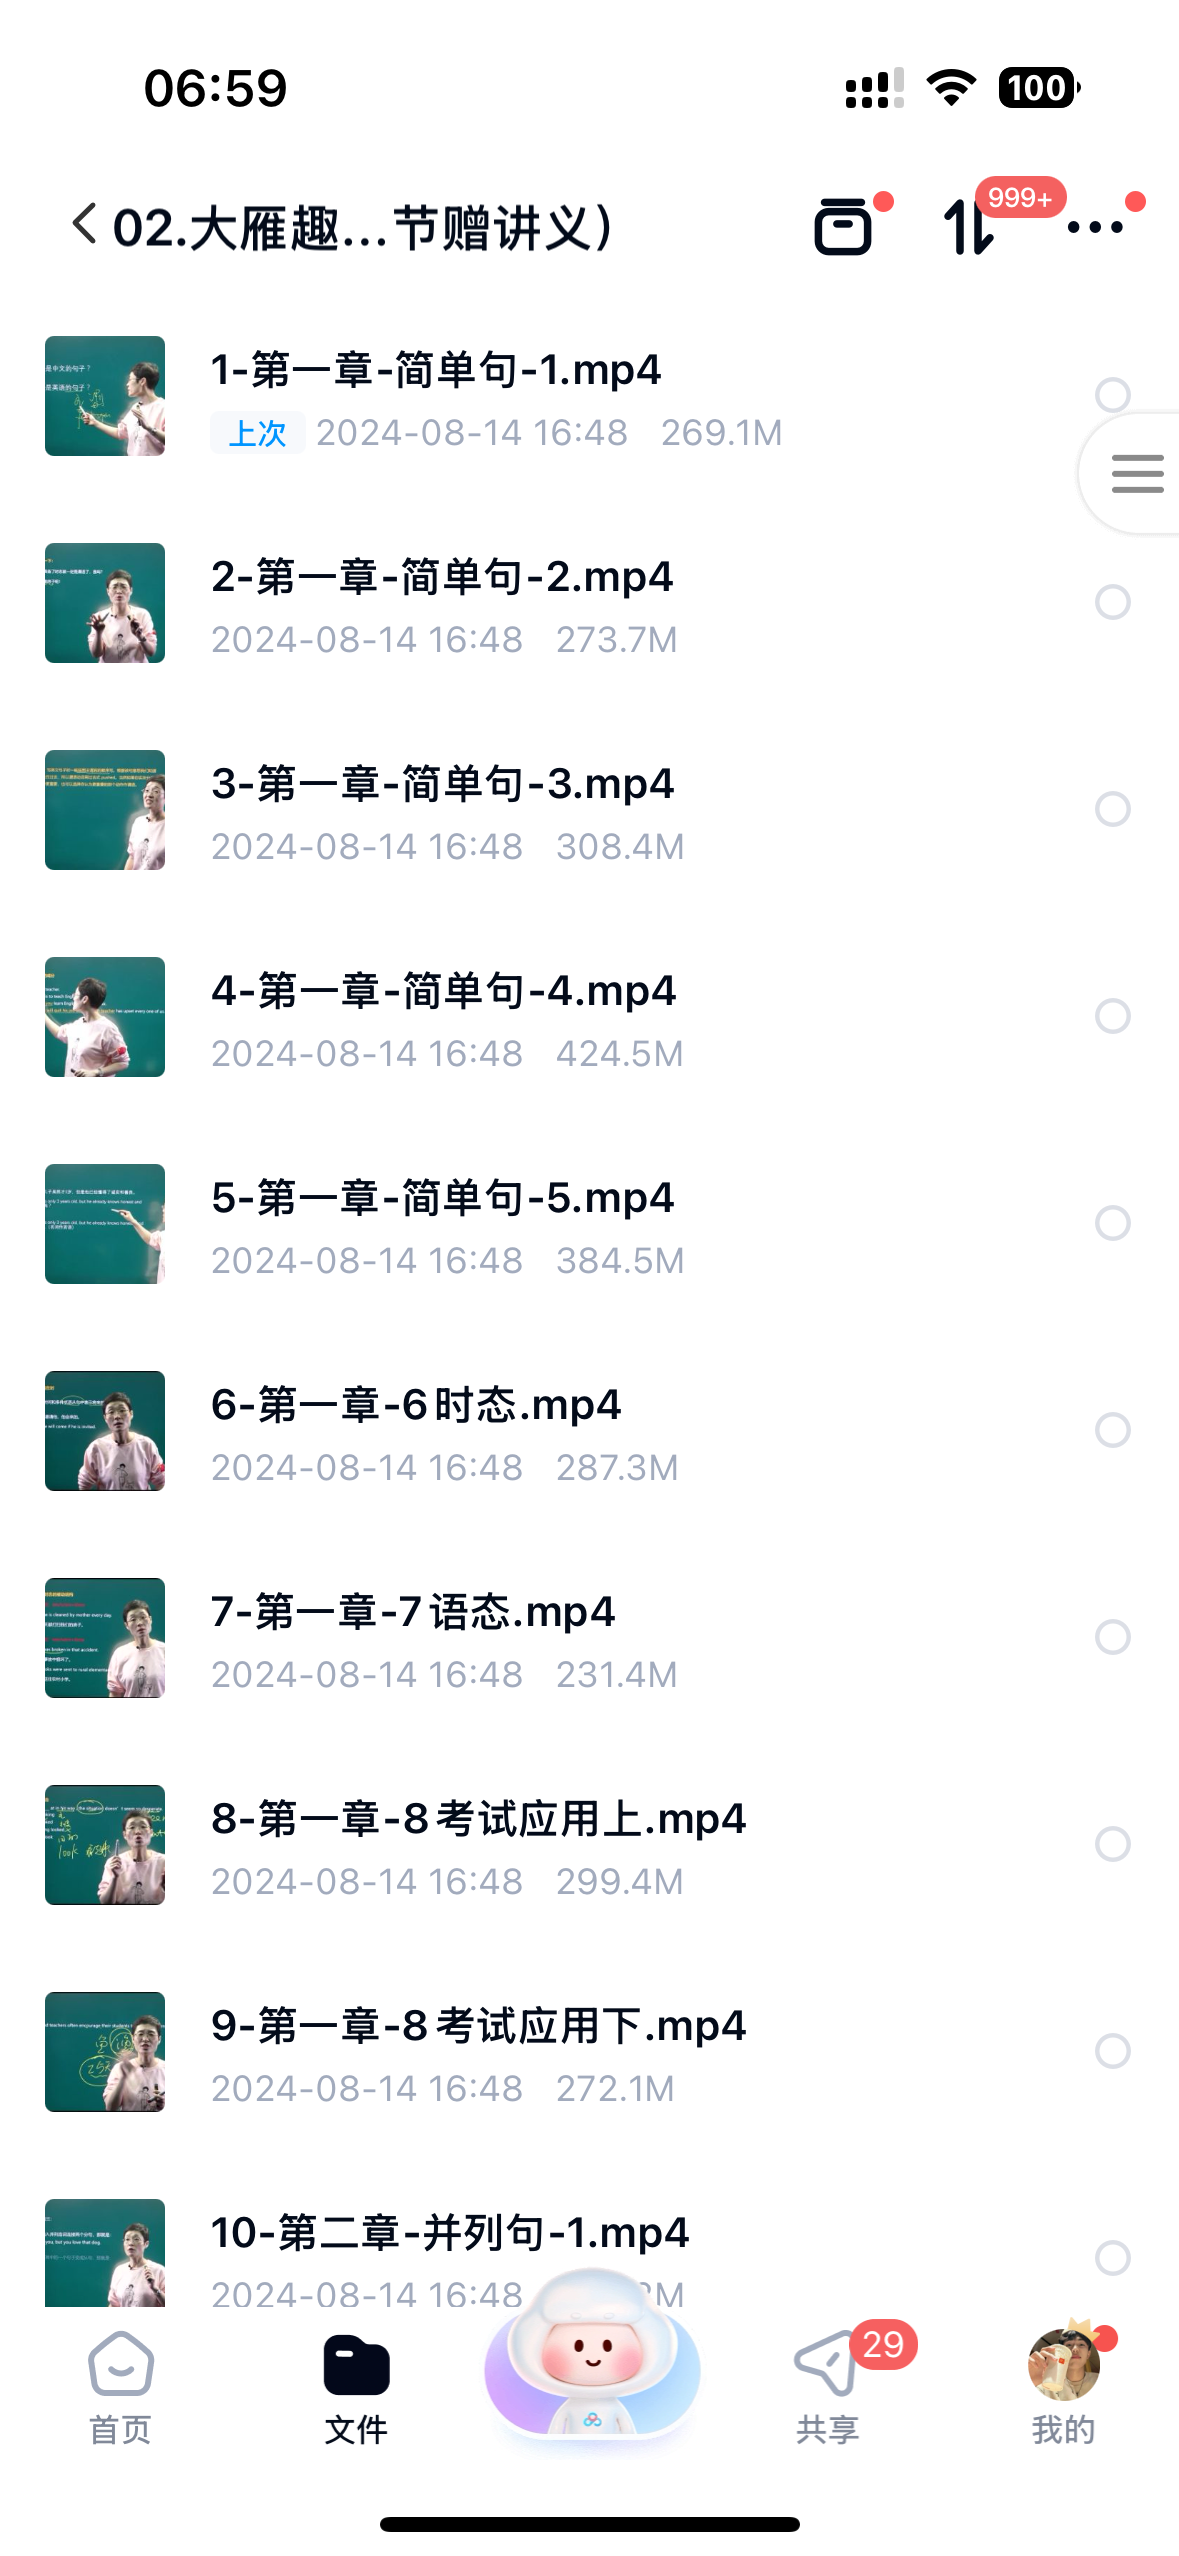 06:59
100
02.大雁趣...节赠讲义）
999+
1-第一章-简单句-1.mp4
上次 2024-08-14 16:48 269.1M
2-第一章-简单句-2.mp4
2024-08-14 16:48 273.7M
3-第一章-简单句-3.mp4
2024-08-14 16:48 308.4M
4-第一章-简单句-4.mp4
2024-08-14 16:48 424.5M
5-第一章-简单句-5.mp4
2024-08-14 16:48 384.5M
6-第一章-6时态.mp4
2024-08-14 16:48 287.3M
7-第一章-7语态.mp4
2024-08-14 16:48 231.4M
8-第一章-8考试应用上.mp4
2024-08-14 16:48 299.4M
9-第一章-8考试应用下.mp4
2024-08-14 16:48 272.1M
10-第二章-并列句-1.mp4
2024-08-14 16:48
29
首页
文件
共享
我的